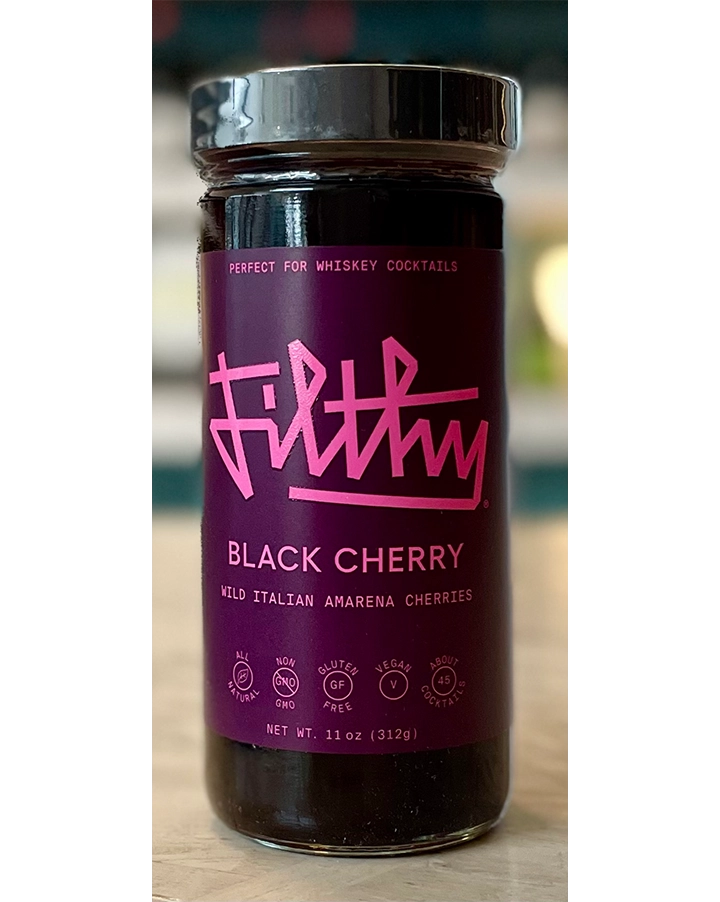 PERFECT FOR WHISKEY COCKTAILS
Filthy®
BLACK CHERRY
WILD ITALIAN AMARENA CHERRIES
ALL NATURAL
NON GMO GMO
GLUTEN GF FREE
VEGAN V
ABOUT 45 COCKTAILS
NET WT. 11 oz (312g)